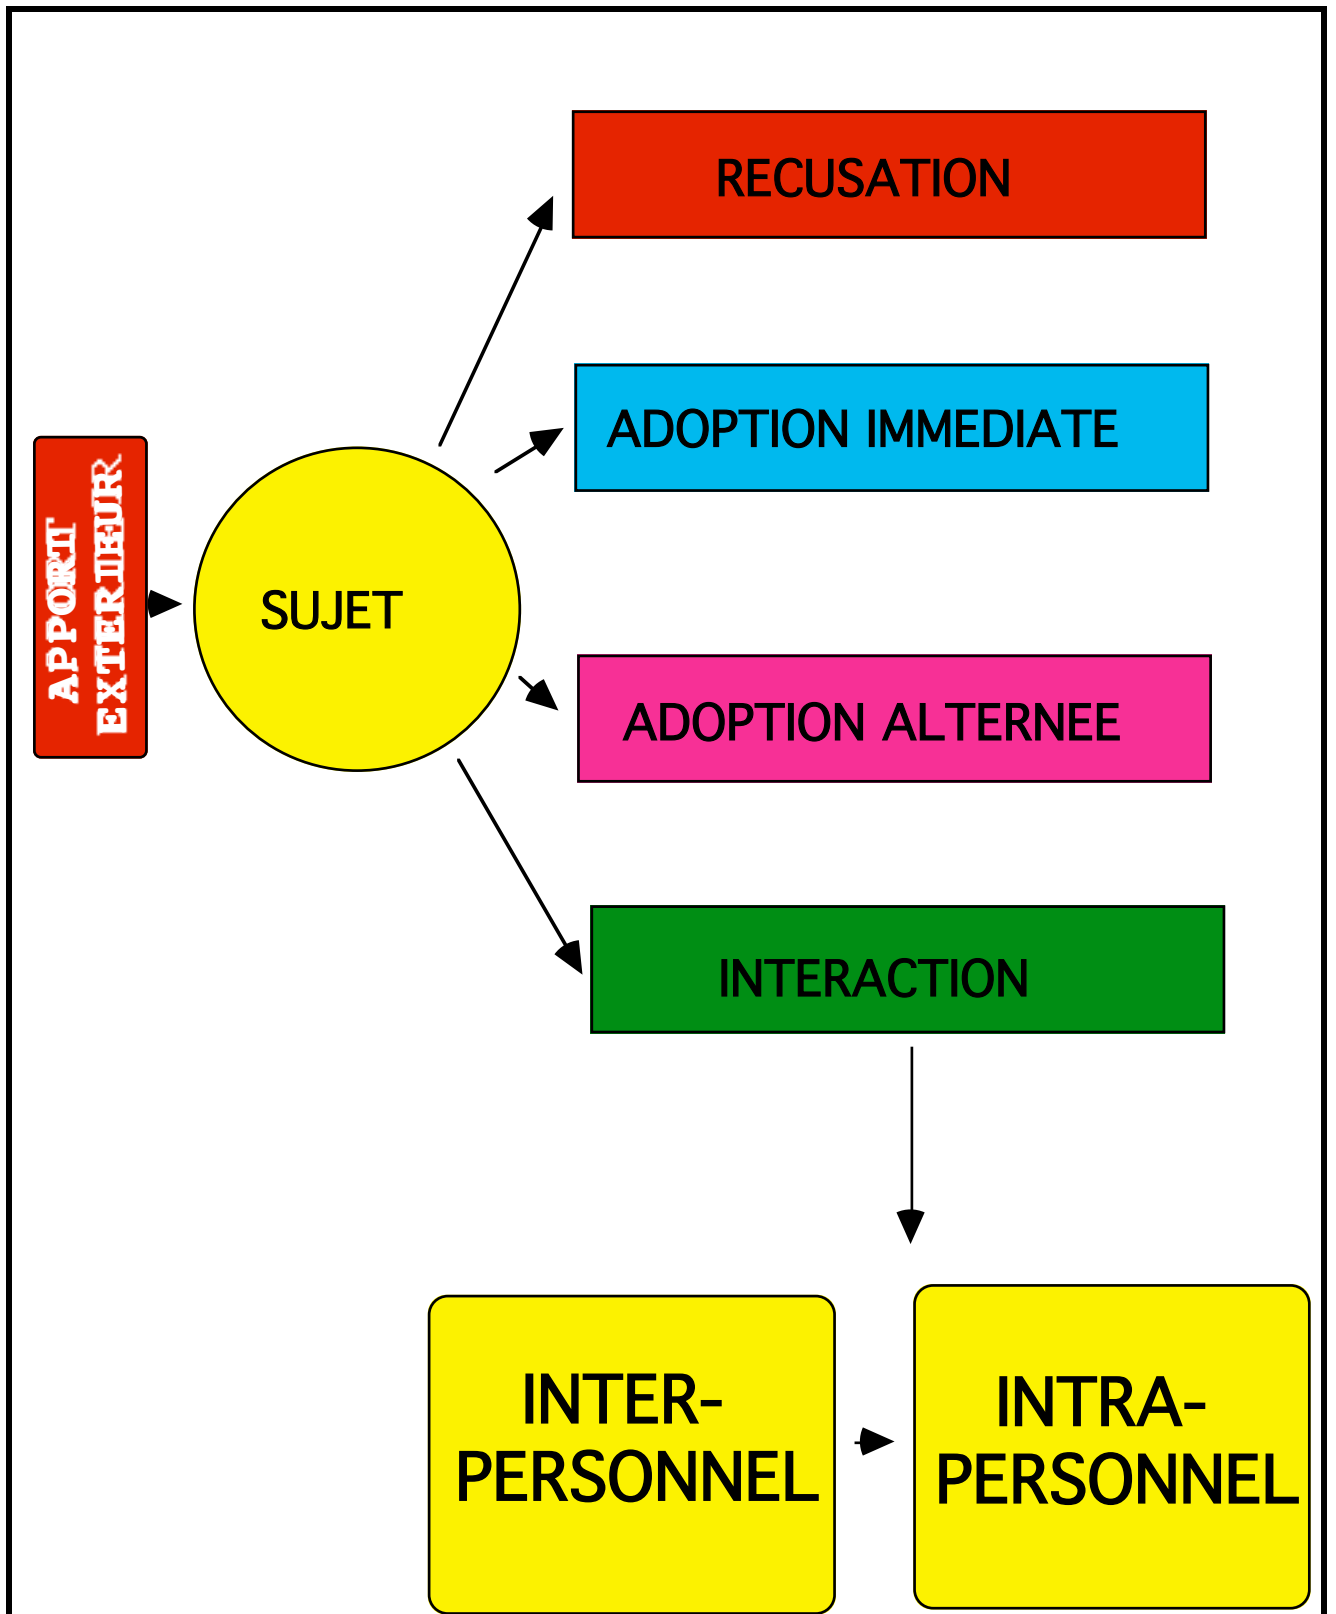 RECUSATION
ADOPTION IMMEDIATE
APPORT
EXTERIEUR
SUJET
ADOPTION ALTERNEE
INTERACTION
INTER-
PERSONNEL
INTRA-
PERSONNEL